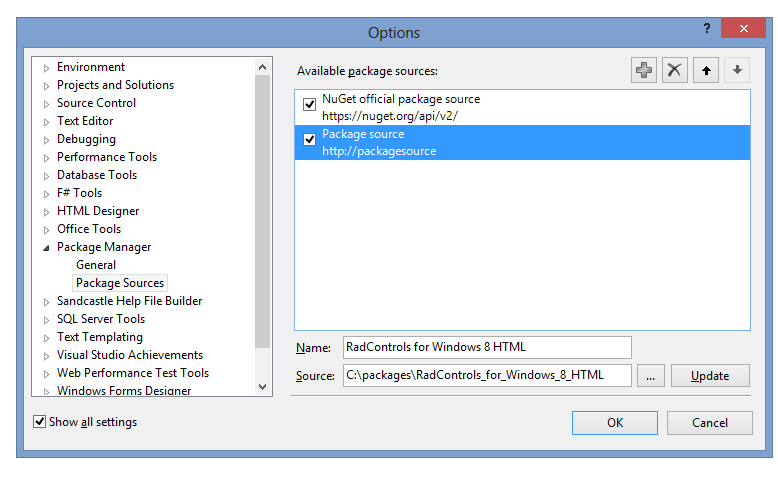 Options
?
Environment
Projects and Solutions
Source Control
Text Editor
Debugging
Performance Tools
Database Tools
F# Tools
HTML Designer
Office Tools
Package Manager
General
Package Sources
Sandcastle Help File Builder
SQL Server Tools
Text Templating
Visual Studio Achievements
Web Performance Test Tools
Windows Forms Designer
Show all settings
Available package sources:
NuGet official package source
https://nuget.org/api/v2/
Package source
http://packagesource
Name: RadControls for Windows 8 HTML
Source: C:\packages\RadControls_for_Windows_8_HTML ... Update
OK Cancel